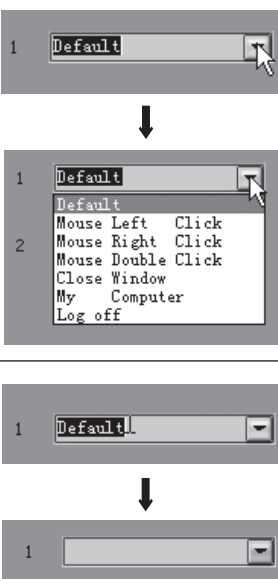 1 Default
1 Default
Default
Mouse Left Click
2 Mouse Right Click
Mouse Double Click
Close Window
My Computer
Log off
1 Default
1